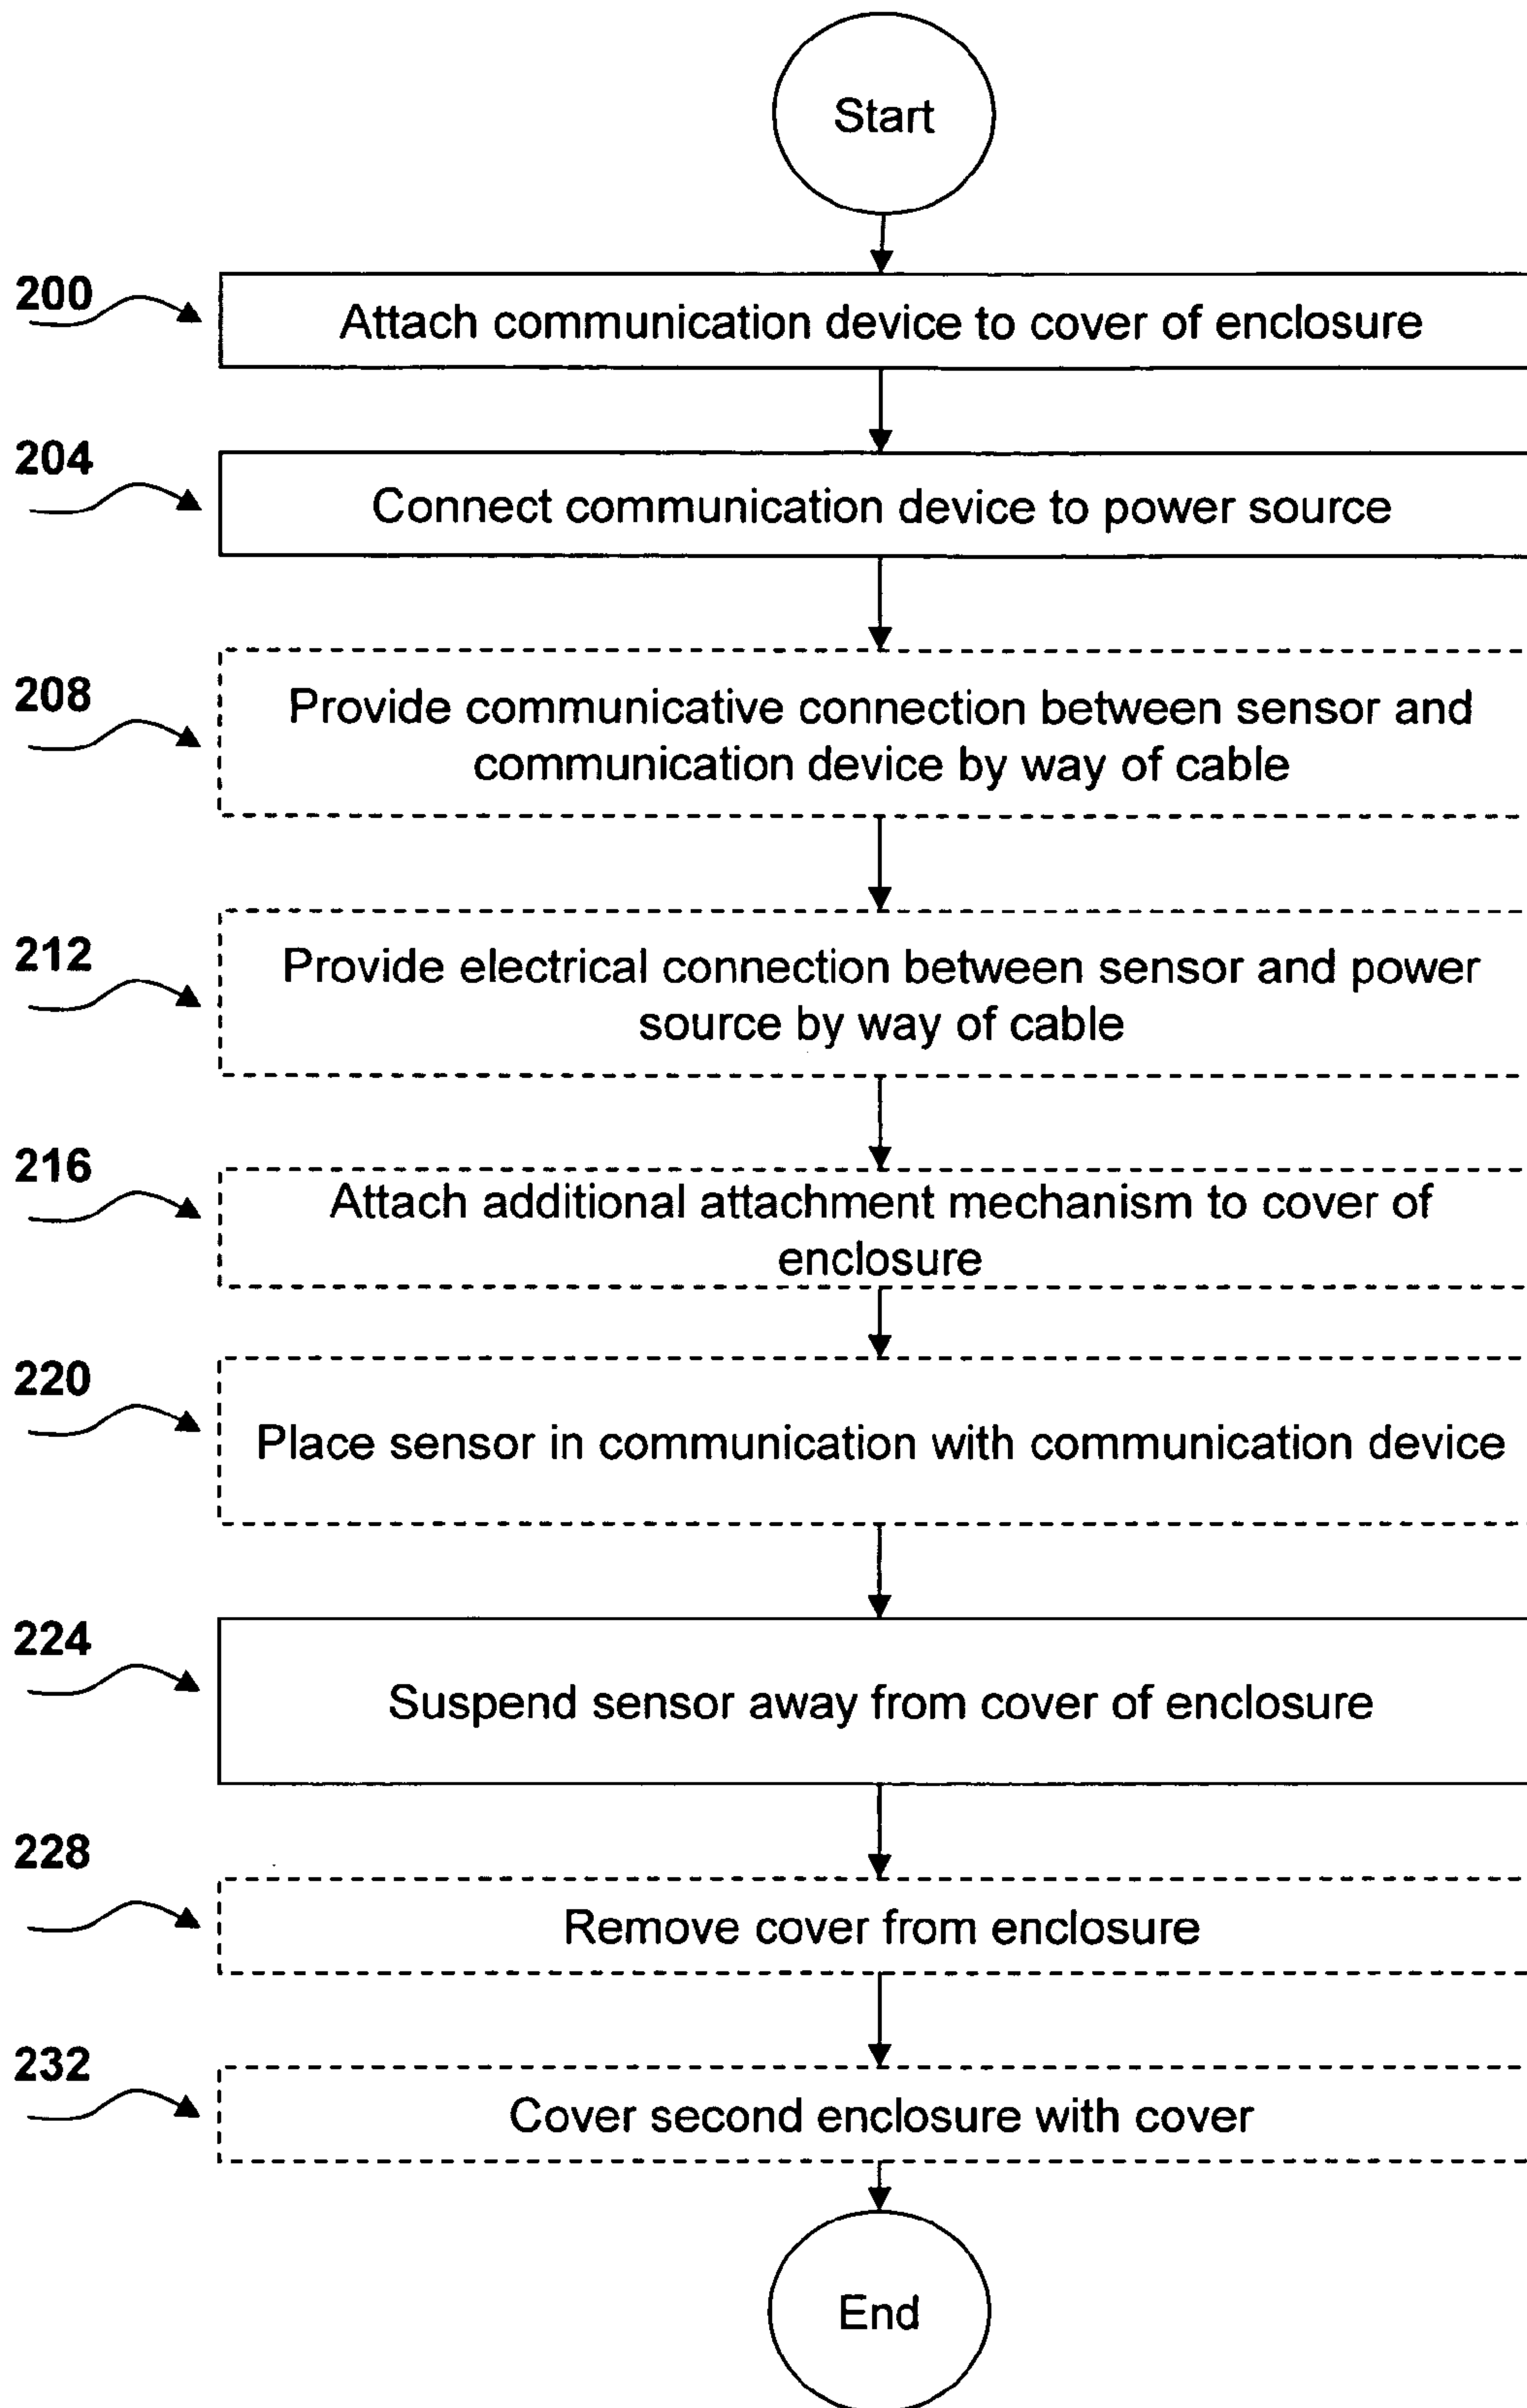 Start
200
Attach communication device to cover of enclosure
204
Connect communication device to power source
208
Provide communicative connection between sensor and
communication device by way of cable
212
Provide electrical connection between sensor and power
source by way of cable
216
Attach additional attachment mechanism to cover of
enclosure
220
Place sensor in communication with communication device
224
Suspend sensor away from cover of enclosure
228
Remove cover from enclosure
232
Cover second enclosure with cover
End